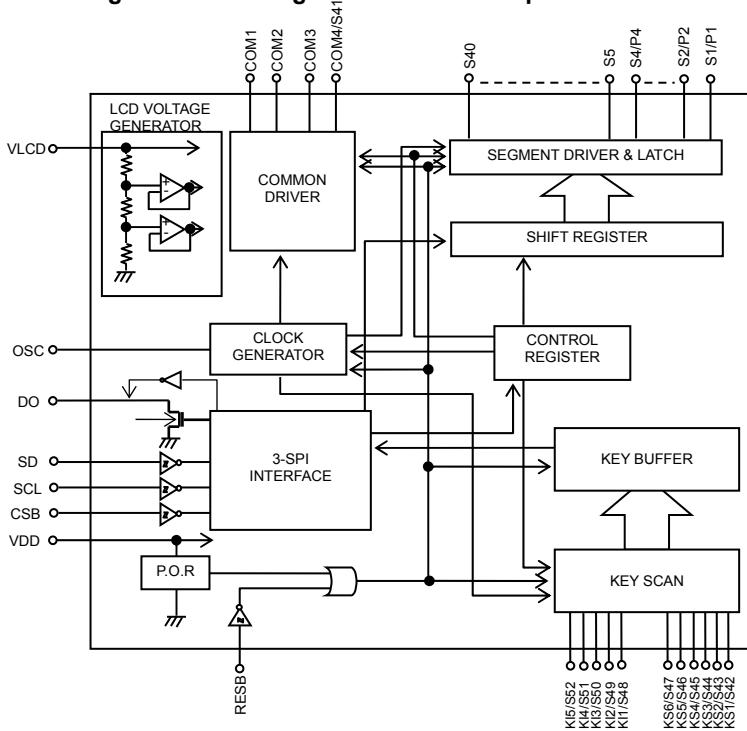 COM1
COM2
COM3
COM4/S41
S40
S5
S4/P4
S2/P2
S1/P1
LCD VOLTAGE
GENERATOR
VLCD
COMMON
DRIVER
SEGMENT DRIVER & LATCH
SHIFT REGISTER
OSC
CLOCK
GENERATOR
CONTROL
REGISTER
DO
SD
SCL
CSB
VDD
3-SPI
INTERFACE
KEY BUFFER
P.O.R
KEY SCAN
RESB
KI5/S52
KI4/S51
KI3/S50
KI2/S49
KI1/S48
KS6/S47
KS5/S46
KS4/S45
KS3/S44
KS2/S43
KS1/S42